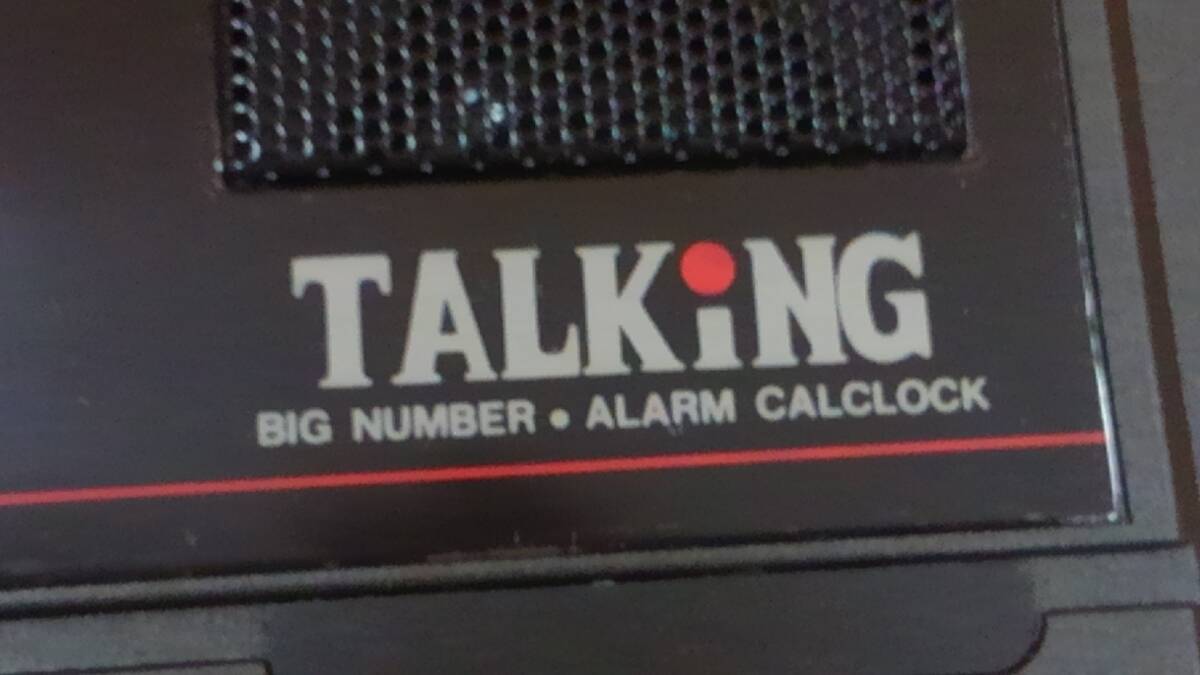 TALKiNG
BIG NUMBER • ALARM CALCLOCK